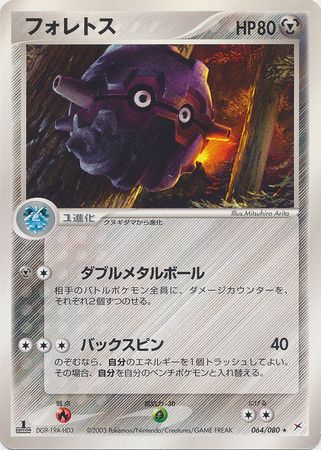 フォレトス HP80
Illus. Mitsuhiro Arita
1進化
クヌギダマから進化
ダブルメタルボール
相手のバトルポケモン全員に、ダメージカウンターを、
それぞれ2個ずつのせる。
バックスピン 40
のぞむなら、自分のエネルギーを1個トラッシュしてよい。
その場合、自分を自分のベンチポケモンと入れ替える。
弱点 抵抗力 -30 にげる
1 EDITION DG9-19A-HD3 ©2003 Pokémon/Nintendo/Creatures/GAME FREAK 064/080 ★